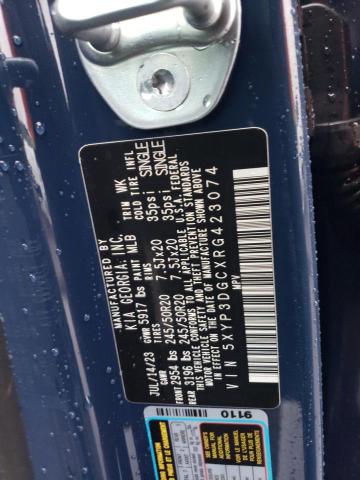 MANUFACTURED BY
KIA GEORGIA, INC.
JUL/14/23 GVWR 5917 lbs PAINT MLB TRIM WK
GAWR TIRE RIMS COLD TIRE INFL
FRONT 2954 lbs 245/50R20 7.5Jx20 35psi SINGLE
REAR 3196 lbs 245/50R20 7.5Jx20 35psi SINGLE
THIS VEHICLE CONFORMS TO ALL APPLICABLE U.S.A. FEDERAL
MOTOR VEHICLE SAFETY, BUMPER AND THEFT PREVENTION STANDARDS
IN EFFECT ON THE DATE OF MANUFACTURE SHOWN ABOVE
VIN 5XYP3DGCXRG423074
MPV
9110